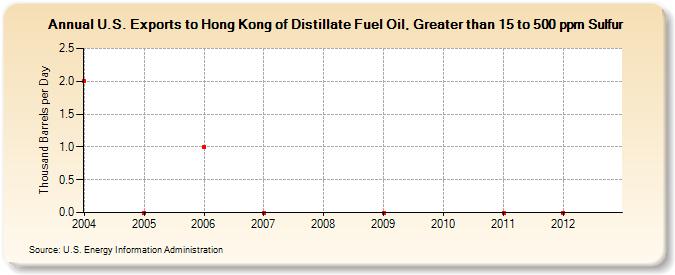 Annual U.S. Exports to Hong Kong of Distillate Fuel Oil, Greater than 15 to 500 ppm Sulfur
Thousand Barrels per Day
2.5
2.0
1.5
1.0
0.5
0.0
2004 2005 2006 2007 2008 2009 2010 2011 2012
Source: U.S. Energy Information Administration